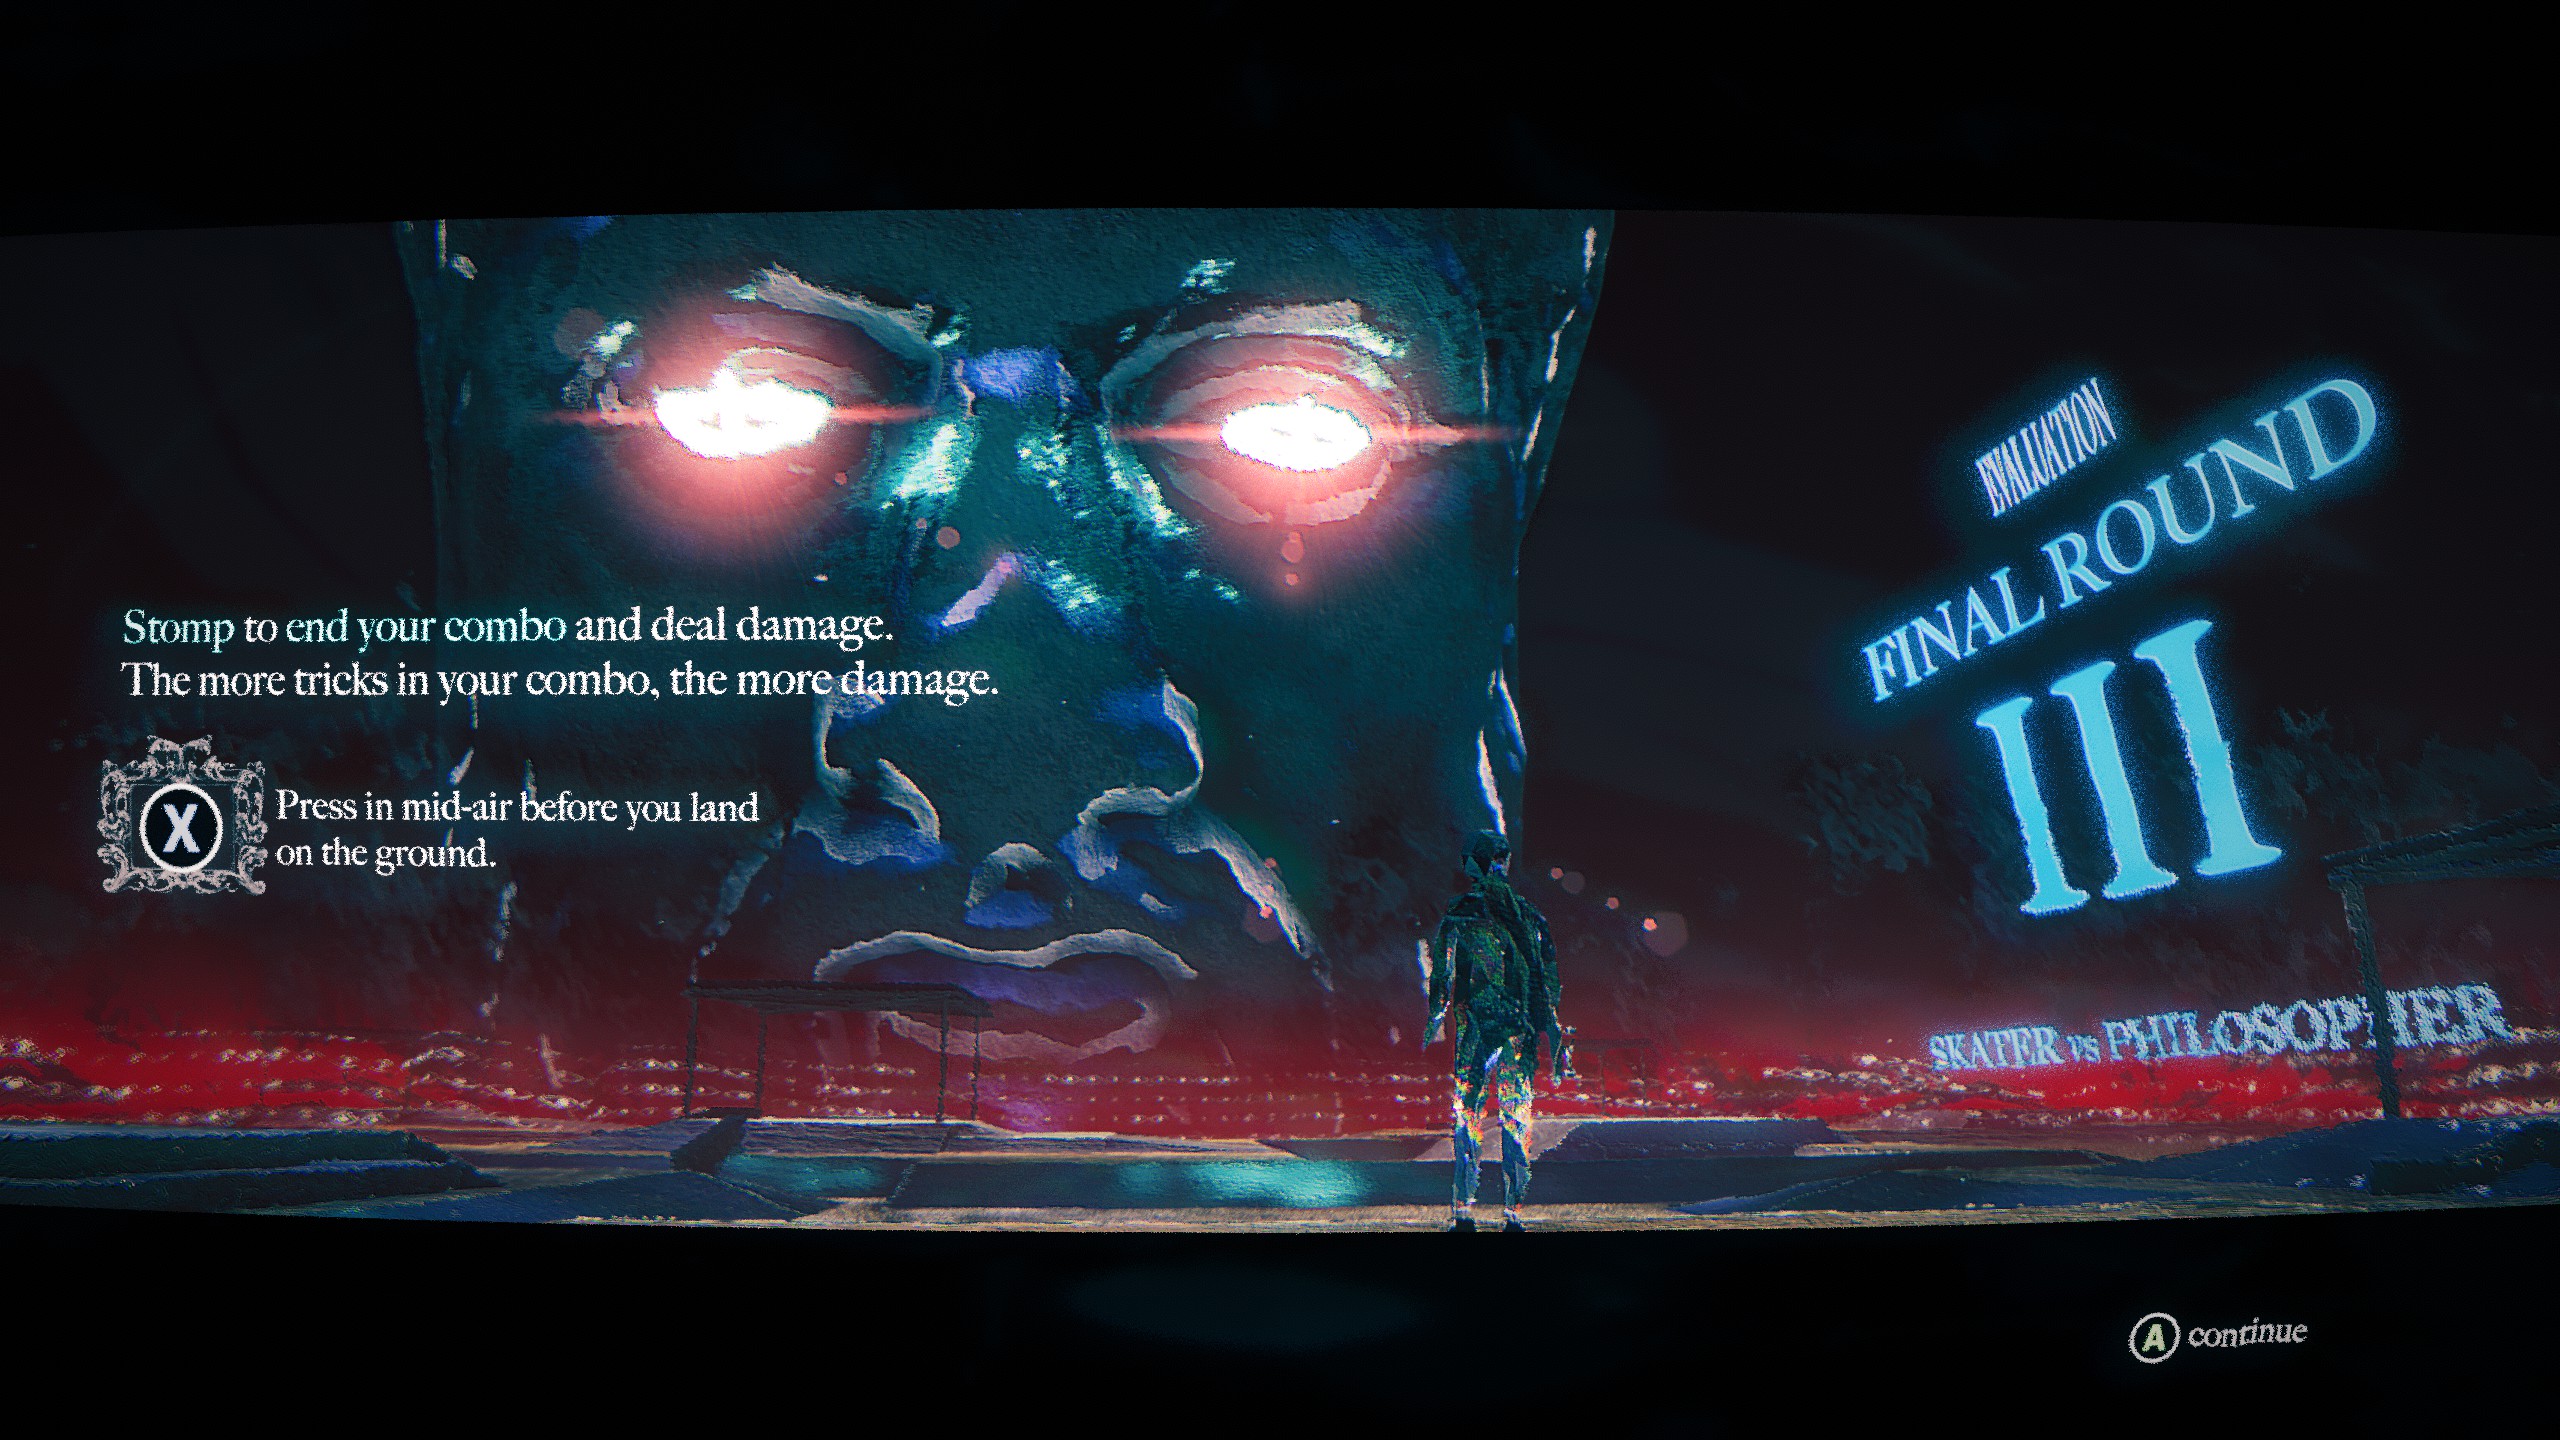 Stomp to end your combo and deal damage.
The more tricks in your combo, the more damage.
X
Press in mid-air before you land
on the ground.
EVALUATION
FINAL ROUND
III
SKATER vs PHILOSOPHER
A continue